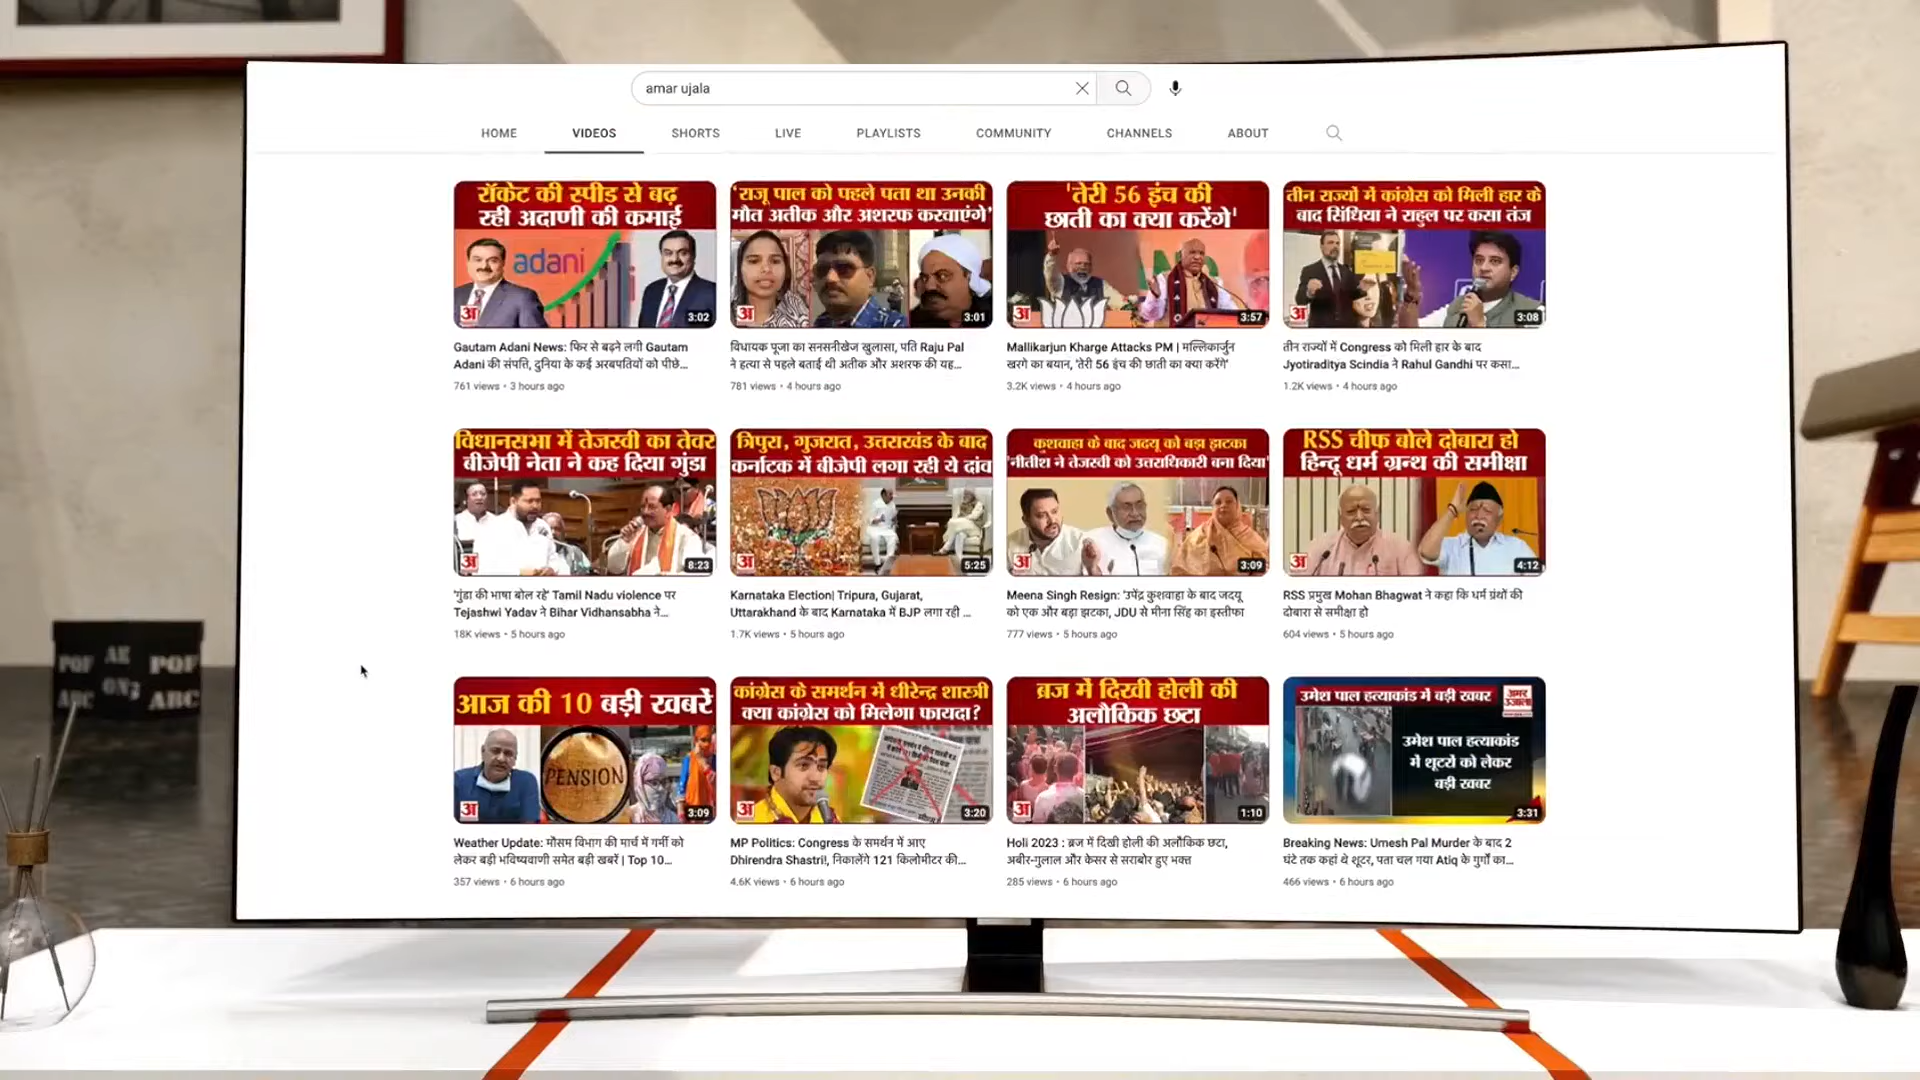 amar ujala
HOME VIDEOS SHORTS LIVE PLAYLISTS COMMUNITY CHANNELS ABOUT
रॉकेट की स्पीड से बढ़
रही अदाणी की कमाई
adani
अ
3:02
Gautam Adani News: फिर से बढ़ने लगी Gautam
Adani की संपत्ति, दुनिया के कई अरबपतियों को पीछे...
761 views • 3 hours ago
'राजू पाल को पहले पता था उनकी
मौत अतीक और अशरफ करवाएंगे'
अ
3:01
विधायक पूजा का सनसनीखेज खुलासा, पति Raju Pal
ने हत्या से पहले बताई थी अतीक और अशरफ की यह...
781 views • 4 hours ago
'तेरी 56 इंच की
छाती का क्या करेंगे'
अ
3:57
Mallikarjun Kharge Attacks PM | मल्लिकार्जुन
खरगे का बयान, 'तेरी 56 इंच की छाती का क्या करेंगे'
3.2K views • 4 hours ago
तीन राज्यों में कांग्रेस को मिली हार के
बाद सिंधिया ने राहुल पर कसा तंज
अ
3:08
तीन राज्यों में Congress को मिली हार के बाद
Jyotiraditya Scindia ने Rahul Gandhi पर कसा...
1.2K views • 4 hours ago
विधानसभा में तेजस्वी का तेवर
बीजेपी नेता ने कह दिया गुंडा
अ
8:23
'गुंडा की भाषा बोल रहे' Tamil Nadu violence पर
Tejashwi Yadav ने Bihar Vidhansabha ने...
18K views • 5 hours ago
त्रिपुरा, गुजरात, उत्तराखंड के बाद
कर्नाटक में बीजेपी लगा रही ये दांव
अ
5:25
Karnataka Election| Tripura, Gujarat,
Uttarakhand के बाद Karnataka में BJP लगा रही ...
1.7K views • 5 hours ago
कुशवाहा के बाद जदयू को बड़ा झटका
'नीतीश ने तेजस्वी को उत्तराधिकारी बना दिया'
अ
3:09
Meena Singh Resign: 'उपेंद्र कुशवाहा के बाद जदयू
को एक और बड़ा झटका, JDU से मीना सिंह का इस्तीफा
777 views • 5 hours ago
RSS चीफ बोले दोबारा हो
हिन्दू धर्म ग्रन्थ की समीक्षा
अ
4:12
RSS प्रमुख Mohan Bhagwat ने कहा कि धर्म ग्रंथों की
दोबारा से समीक्षा हो
604 views • 5 hours ago
आज की 10 बड़ी खबरें
PENSION
अ
3:09
Weather Update: मौसम विभाग की मार्च में गर्मी को
लेकर बड़ी भविष्यवाणी समेत बड़ी खबरें | Top 10...
357 views • 6 hours ago
कांग्रेस के समर्थन में धीरेन्द्र शास्त्री
क्या कांग्रेस को मिलेगा फायदा?
अ
3:20
MP Politics: Congress के समर्थन में आए
Dhirendra Shastri!, निकालेंगे 121 किलोमीटर की...
4.6K views • 6 hours ago
ब्रज में दिखी होली की
अलौकिक छटा
अ
1:10
Holi 2023 : ब्रज में दिखी होली की अलौकिक छटा,
अबीर-गुलाल और केसर से सराबोर हुए भक्त
285 views • 6 hours ago
उमेश पाल हत्याकांड में बड़ी खबर
अमर उजाला
उमेश पाल हत्याकांड
में शूटरों को लेकर
बड़ी खबर
3:31
Breaking News: Umesh Pal Murder के बाद 2
घंटे तक कहां थे शूटर, पता चल गया Atiq के गुर्गों का...
466 views • 6 hours ago
ABC